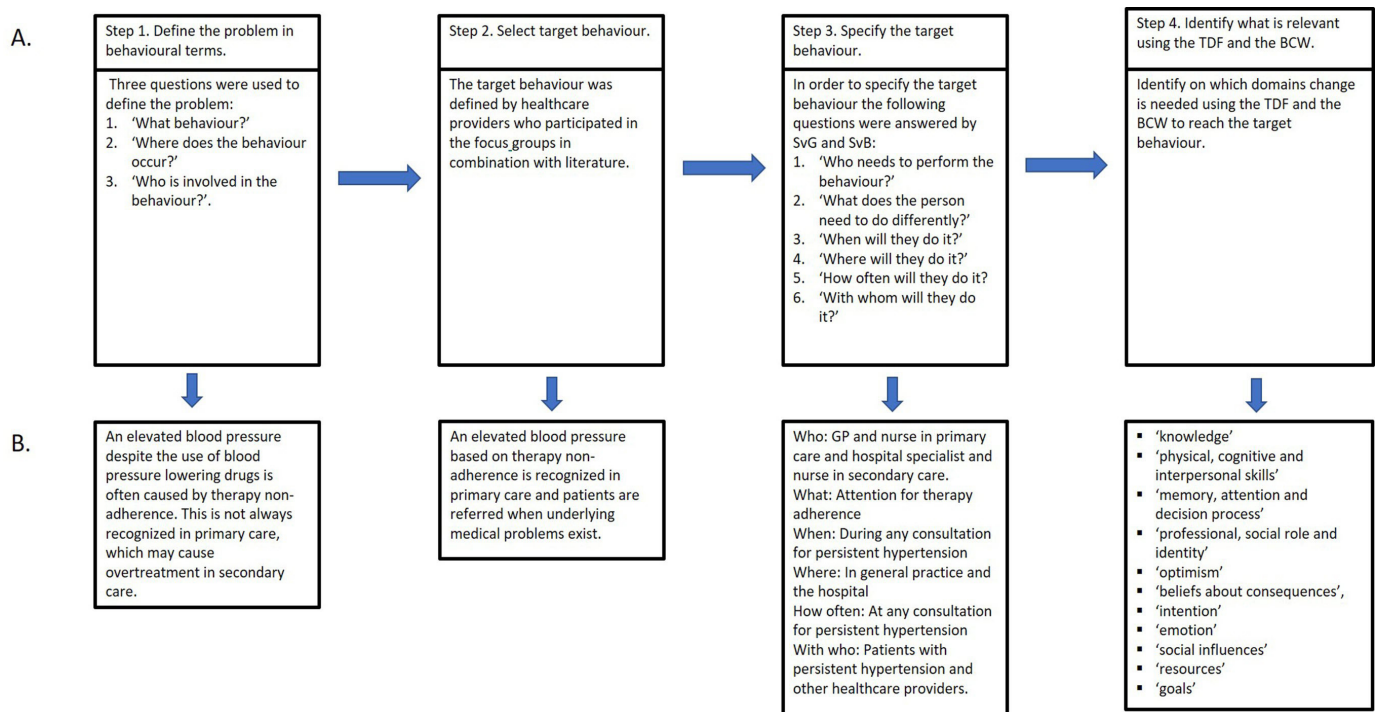 A.
Step 1. Define the problem in
behavioural terms.
Three questions were used to
define the problem:
1. ‘What behaviour?’
2. ‘Where does the behaviour
occur?’
3. ‘Who is involved in the
behaviour?’.
Step 2. Select target behaviour.
The target behaviour was
defined by healthcare
providers who participated in
the focus groups in
combination with literature.
Step 3. Specify the target
behaviour.
In order to specify the target
behaviour the following
questions were answered by
SvG and SvB:
1. ‘Who needs to perform the
behaviour?’
2. ‘What does the person
need to do differently?’
3. ‘When will they do it?’
4. ‘Where will they do it?’
5. ‘How often will they do it?
6. ‘With whom will they do
it?’
Step 4. Identify what is relevant
using the TDF and the BCW.
Identify on which domains change
is needed using the TDF and the
BCW to reach the target
behaviour.
B.
An elevated blood pressure
despite the use of blood
pressure lowering drugs is
often caused by therapy non-
adherence. This is not always
recognized in primary care,
which may cause
overtreatment in secondary
care.
An elevated blood pressure
based on therapy non-
adherence is recognized in
primary care and patients are
referred when underlying
medical problems exist.
Who: GP and nurse in primary
care and hospital specialist and
nurse in secondary care.
What: Attention for therapy
adherence
When: During any consultation
for persistent hypertension
Where: In general practice and
the hospital
How often: At any consultation
for persistent hypertension
With who: Patients with
persistent hypertension and
other healthcare providers.
▪ ‘knowledge’
▪ ‘physical, cognitive and
interpersonal skills’
▪ ‘memory, attention and
decision process’
▪ ‘professional, social role and
identity’
▪ ‘optimism’
▪ ‘beliefs about consequences’,
▪ ‘intention’
▪ ‘emotion’
▪ ‘social influences’
▪ ‘resources’
▪ ‘goals’